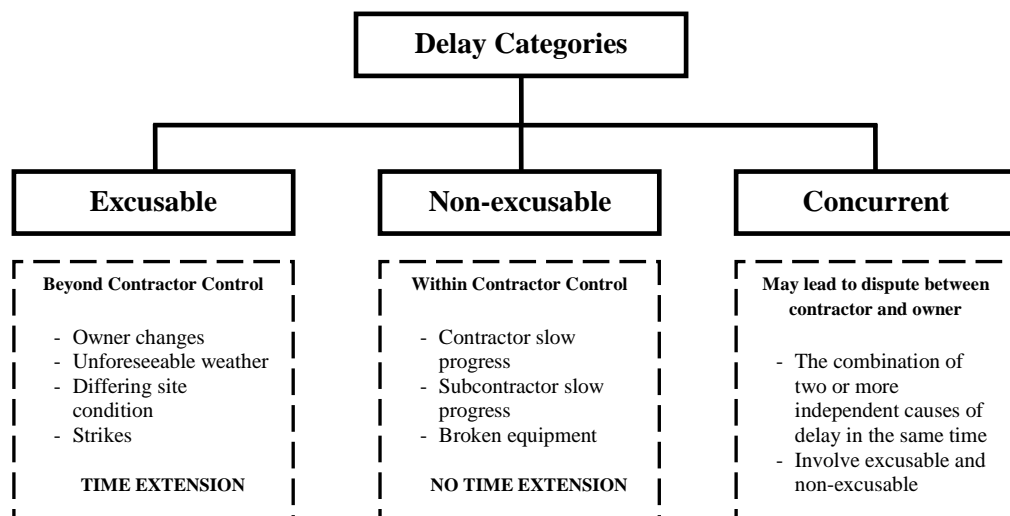 Delay Categories
Excusable
Non-excusable
Concurrent
Beyond Contractor Control
- Owner changes
- Unforeseeable weather
- Differing site
condition
- Strikes
TIME EXTENSION
Within Contractor Control
- Contractor slow
progress
- Subcontractor slow
progress
- Broken equipment
NO TIME EXTENSION
May lead to dispute between
contractor and owner
- The combination of
two or more
independent causes of
delay in the same time
- Involve excusable and
non-excusable